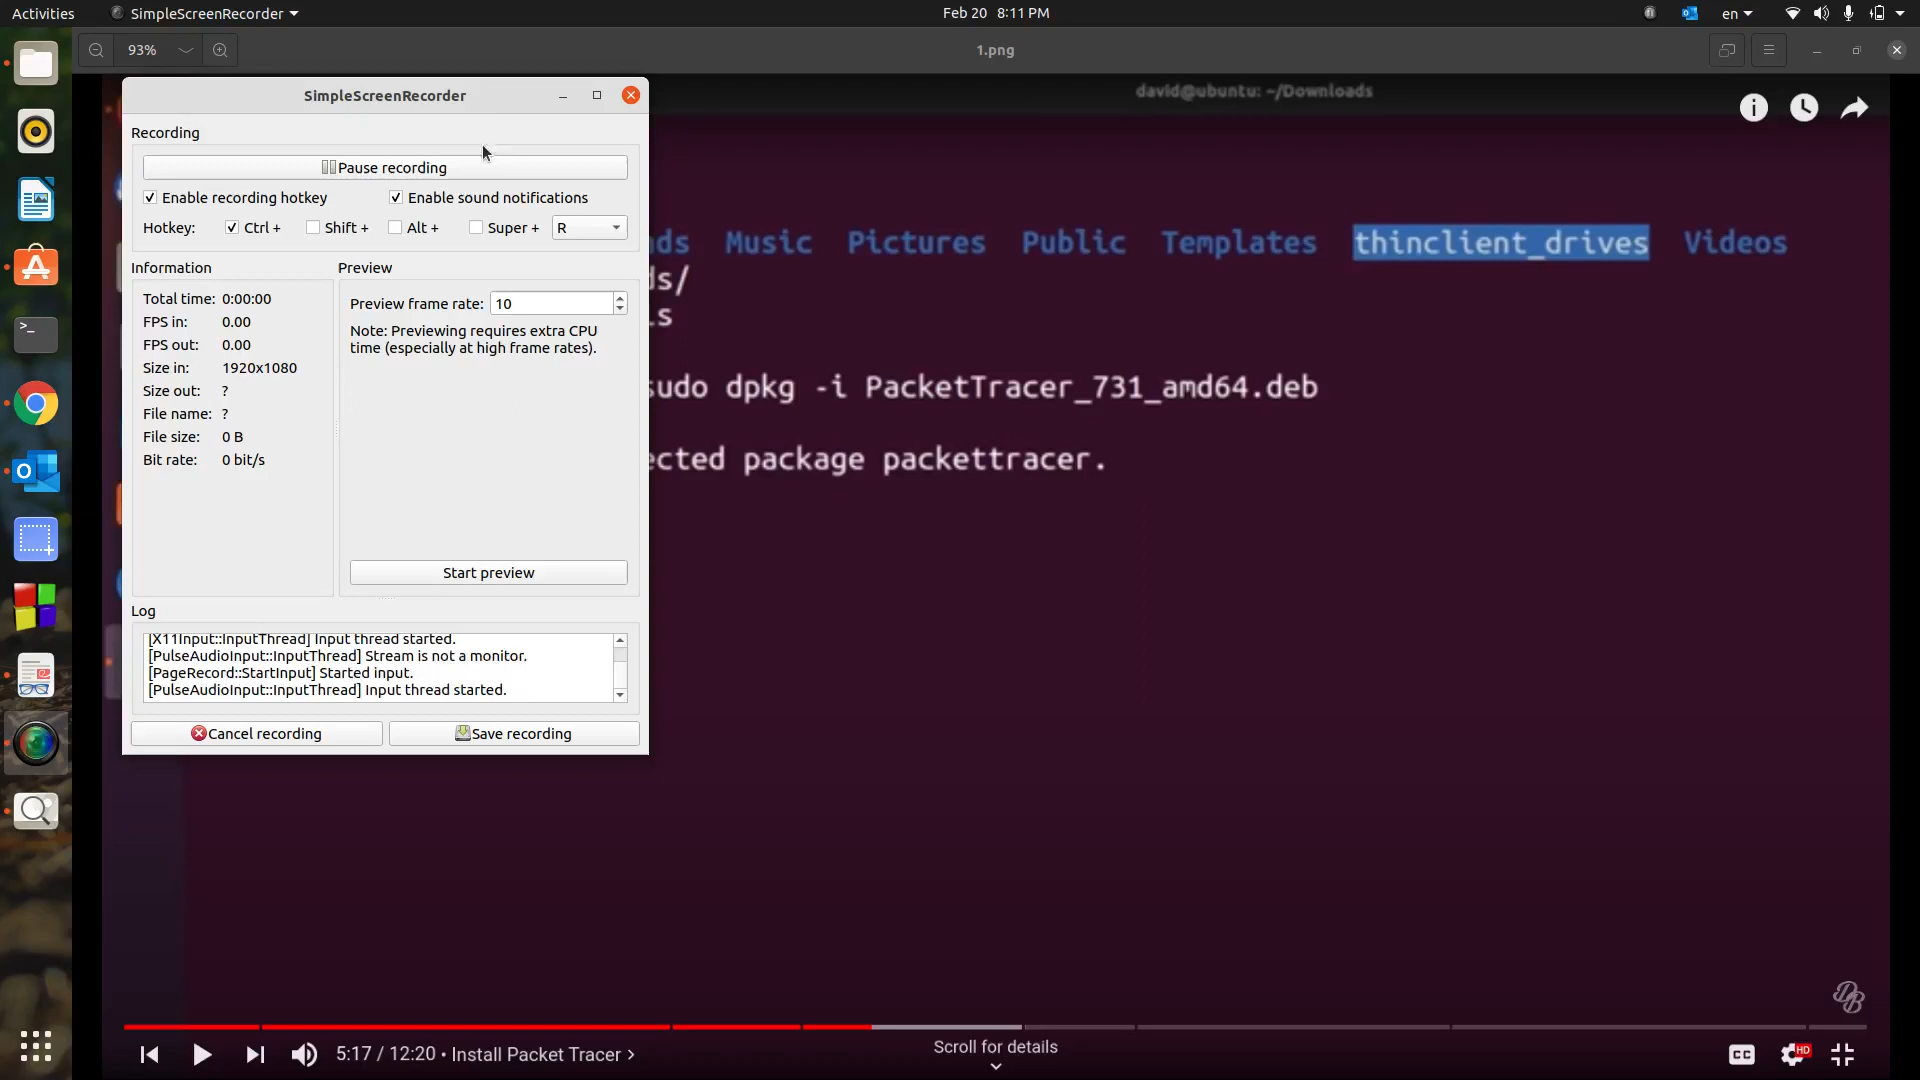 Activities
SimpleScreenRecorder
Feb 20 8:11 PM
en
93%
1.png
SimpleScreenRecorder
Recording
Pause recording
Enable recording hotkey
Enable sound notifications
Hotkey: Ctrl + Shift + Alt + Super + R
Information
Total time: 0:00:00
FPS in: 0.00
FPS out: 0.00
Size in: 1920x1080
Size out: ?
File name: ?
File size: 0 B
Bit rate: 0 bit/s
Preview
Preview frame rate: 10
Note: Previewing requires extra CPU
time (especially at high frame rates).
Start preview
Log
[X11Input::InputThread] Input thread started.
[PulseAudioInput::InputThread] Stream is not a monitor.
[PageRecord::StartInput] Started input.
[PulseAudioInput::InputThread] Input thread started.
Cancel recording
Save recording
david@ubuntu: ~/Downloads
ds Music Pictures Public Templates thinclient_drives Videos
ds/
ls
sudo dpkg -i PacketTracer_731_amd64.deb
ected package packettracer.
DB
5:17 / 12:20 • Install Packet Tracer >
Scroll for details
CC
HD